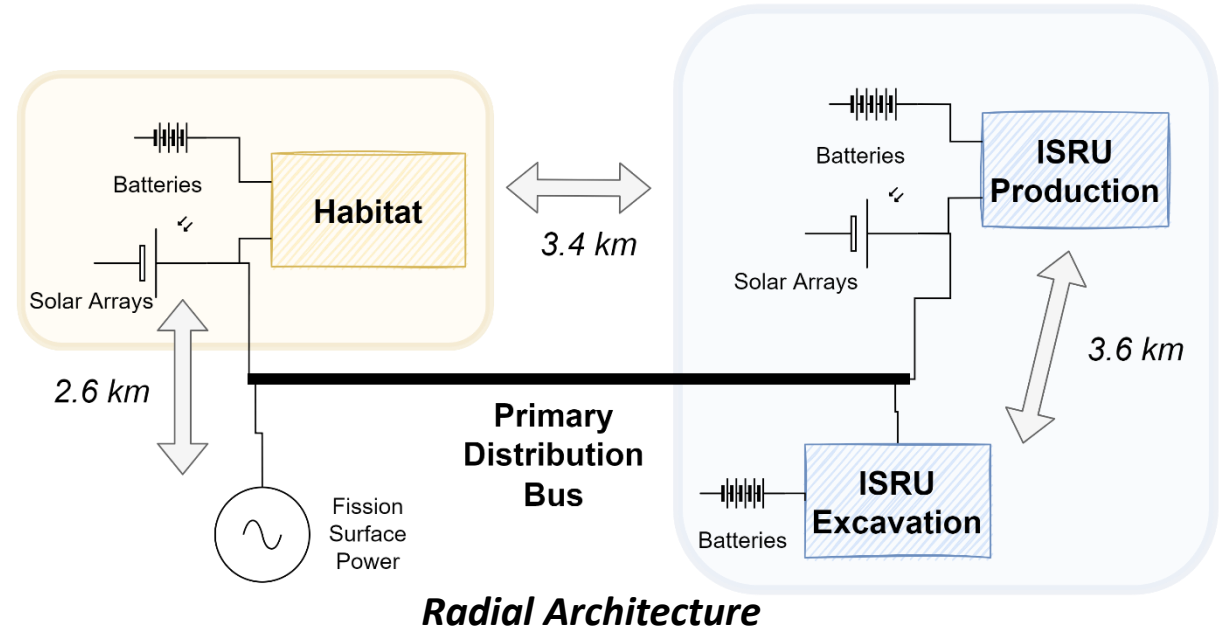 Batteries
Habitat
Solar Arrays
2.6 km
3.4 km
Batteries
ISRU
Production
Solar Arrays
3.6 km
Primary
Distribution
Bus
Fission
Surface
Power
ISRU
Excavation
Batteries
Radial Architecture